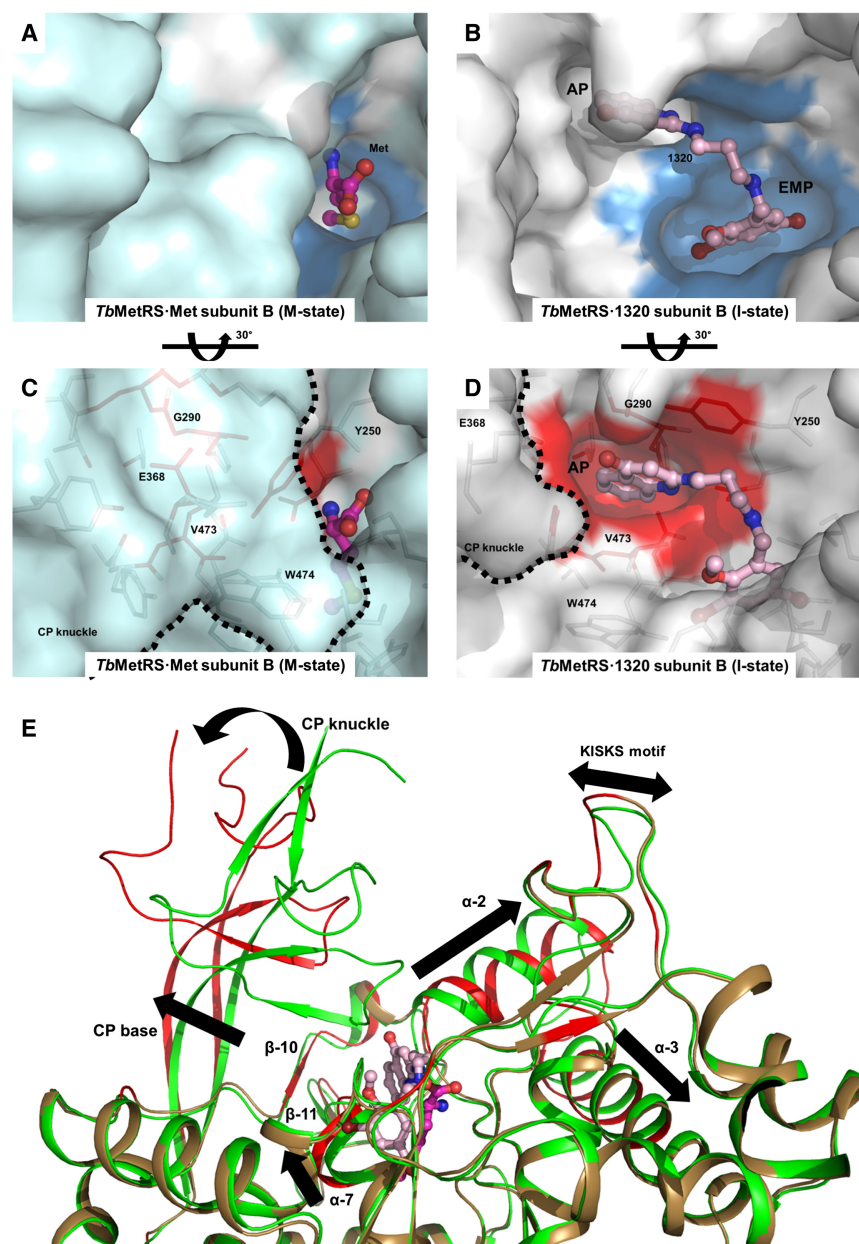 A
Met
TbMetRS·Met subunit B (M-state)
B
AP
1320
EMP
TbMetRS·1320 subunit B (I-state)
30°
30°
C
G290
Y250
E368
V473
W474
CP knuckle
TbMetRS·Met subunit B (M-state)
D
G290
E368
Y250
AP
V473
CP knuckle
W474
TbMetRS·1320 subunit B (I-state)
E
CP knuckle
KISKS motif
α-2
CP base
β-10
α-3
β-11
α-7